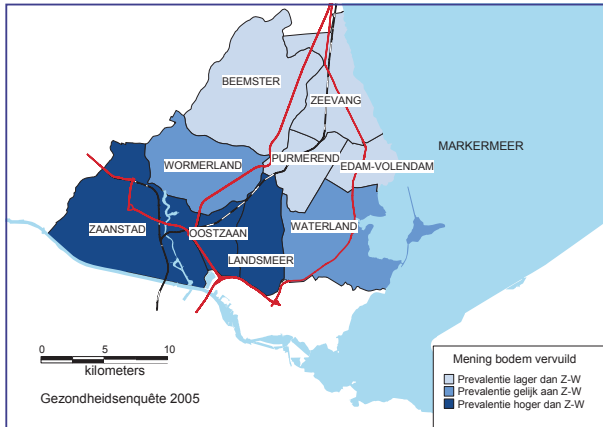 BEEMSTER
ZEEVANG
MARKERMEER
PURMEREND
WORMERLAND
EDAM-VOLENDAM
ZAANSTAD
OOSTZAAN
WATERLAND
LANDSMEER
0 5 10
kilometers
Gezondheidsenquête 2005
Mening bodem vervuild
Prevalentie lager dan Z-W
Prevalentie gelijk aan Z-W
Prevalentie hoger dan Z-W